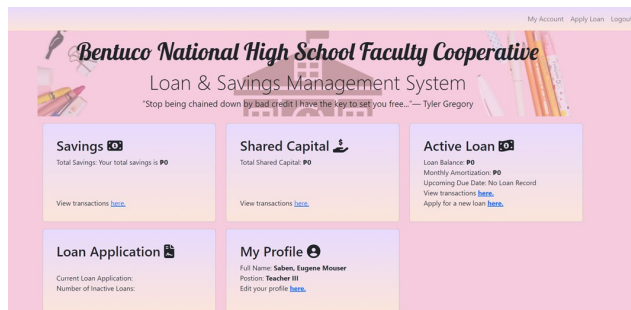 My Account Apply Loan Logout
Bentuco National High School Faculty Cooperative
Loan & Savings Management System
"Stop being chained down by bad credit I have the key to set you free..."— Tyler Gregory
Savings
Total Savings: Your total savings is ₱0
View transactions here.
Shared Capital
Total Shared Capital: ₱0
View transactions here.
Active Loan
Loan Balance: ₱0
Monthly Amortization: ₱0
Upcoming Due Date: No Loan Record
View transactions here.
Apply for a new loan here.
Loan Application
Current Loan Application:
Number of Inactive Loans:
My Profile
Full Name: Saben, Eugene Mouser
Postion: Teacher III
Edit your profile here.